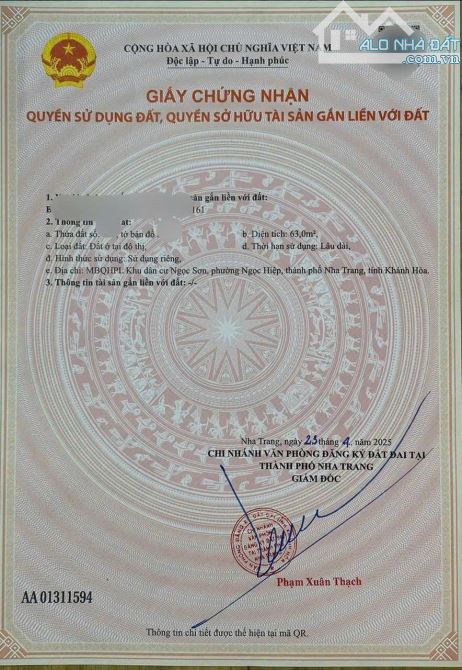 ALO NHÀ ĐẤT
.com.vn
CỘNG HÒA XÃ HỘI CHỦ NGHĨA VIỆT NAM
Độc lập - Tự do - Hạnh phúc
GIẤY CHỨNG NHẬN
QUYỀN SỬ DỤNG ĐẤT, QUYỀN SỞ HỮU TÀI SẢN GẮN LIỀN VỚI ĐẤT
1. sản gắn liền với đất:
161
2. Thông tin đất:
a. Thửa đất số: , tờ bản đồ b. Diện tích: 63,0m²,
c. Loại đất: Đất ở tại đô thị, d. Thời hạn sử dụng: Lâu dài,
đ. Hình thức sử dụng: Sử dụng riêng,
e. Địa chỉ: MBQHPL Khu dân cư Ngọc Sơn, phường Ngọc Hiệp, thành phố Nha Trang, tỉnh Khánh Hòa.
3. Thông tin tài sản gắn liền với đất: -/-
Nha Trang, ngày 23 tháng 4 năm 2025
CHI NHÁNH VĂN PHÒNG ĐĂNG KÝ ĐẤT ĐAI TẠI
THÀNH PHỐ NHA TRANG
GIÁM ĐỐC
Phạm Xuân Thạch
AA 01311594
Thông tin chi tiết được thể hiện tại mã QR.